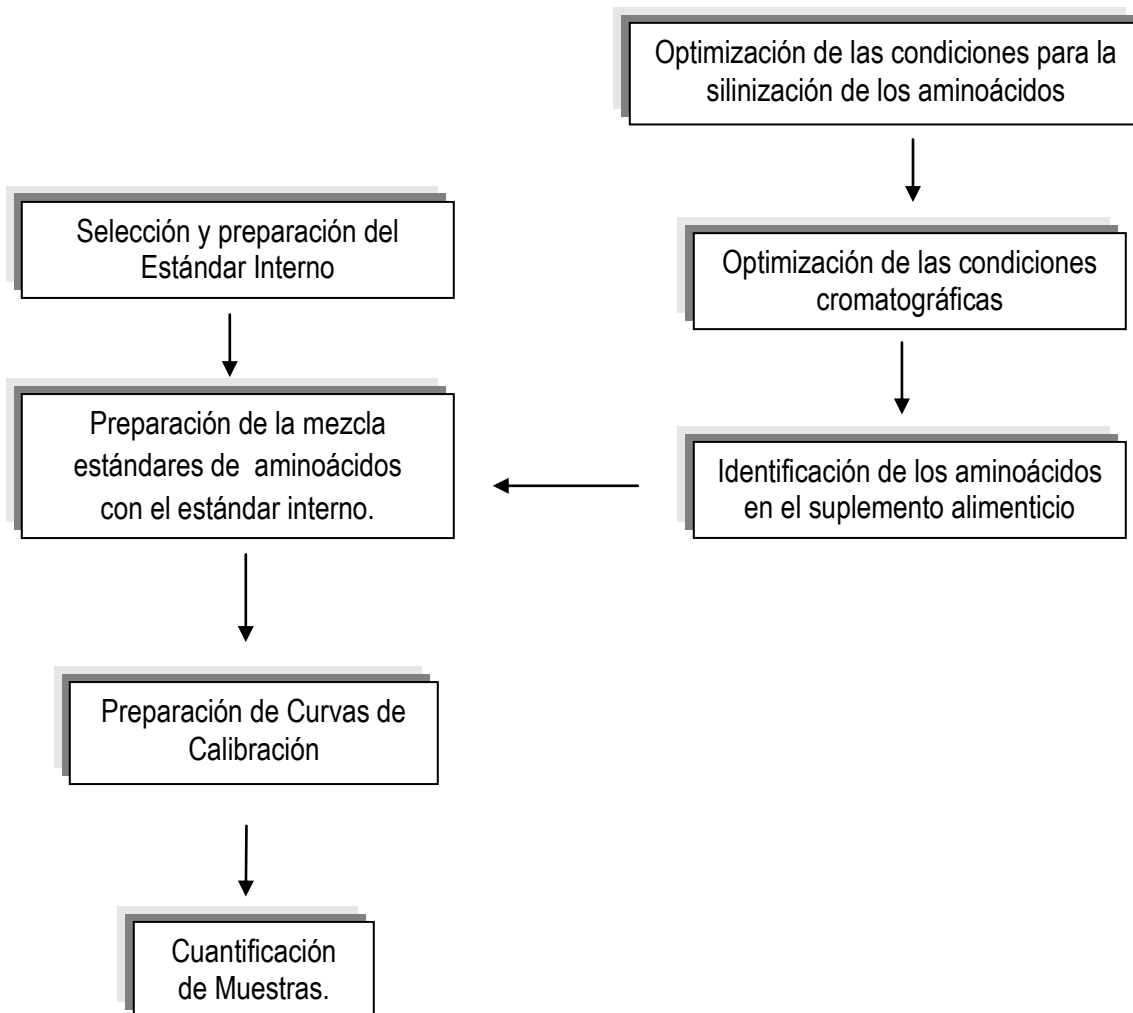 Optimización de las condiciones para la
silinización de los aminoácidos
Selección y preparación del
Estándar Interno
Optimización de las condiciones
cromatográficas
Preparación de la mezcla
estándares de aminoácidos
con el estándar interno.
Identificación de los aminoácidos
en el suplemento alimenticio
Preparación de Curvas de
Calibración
Cuantificación
de Muestras.